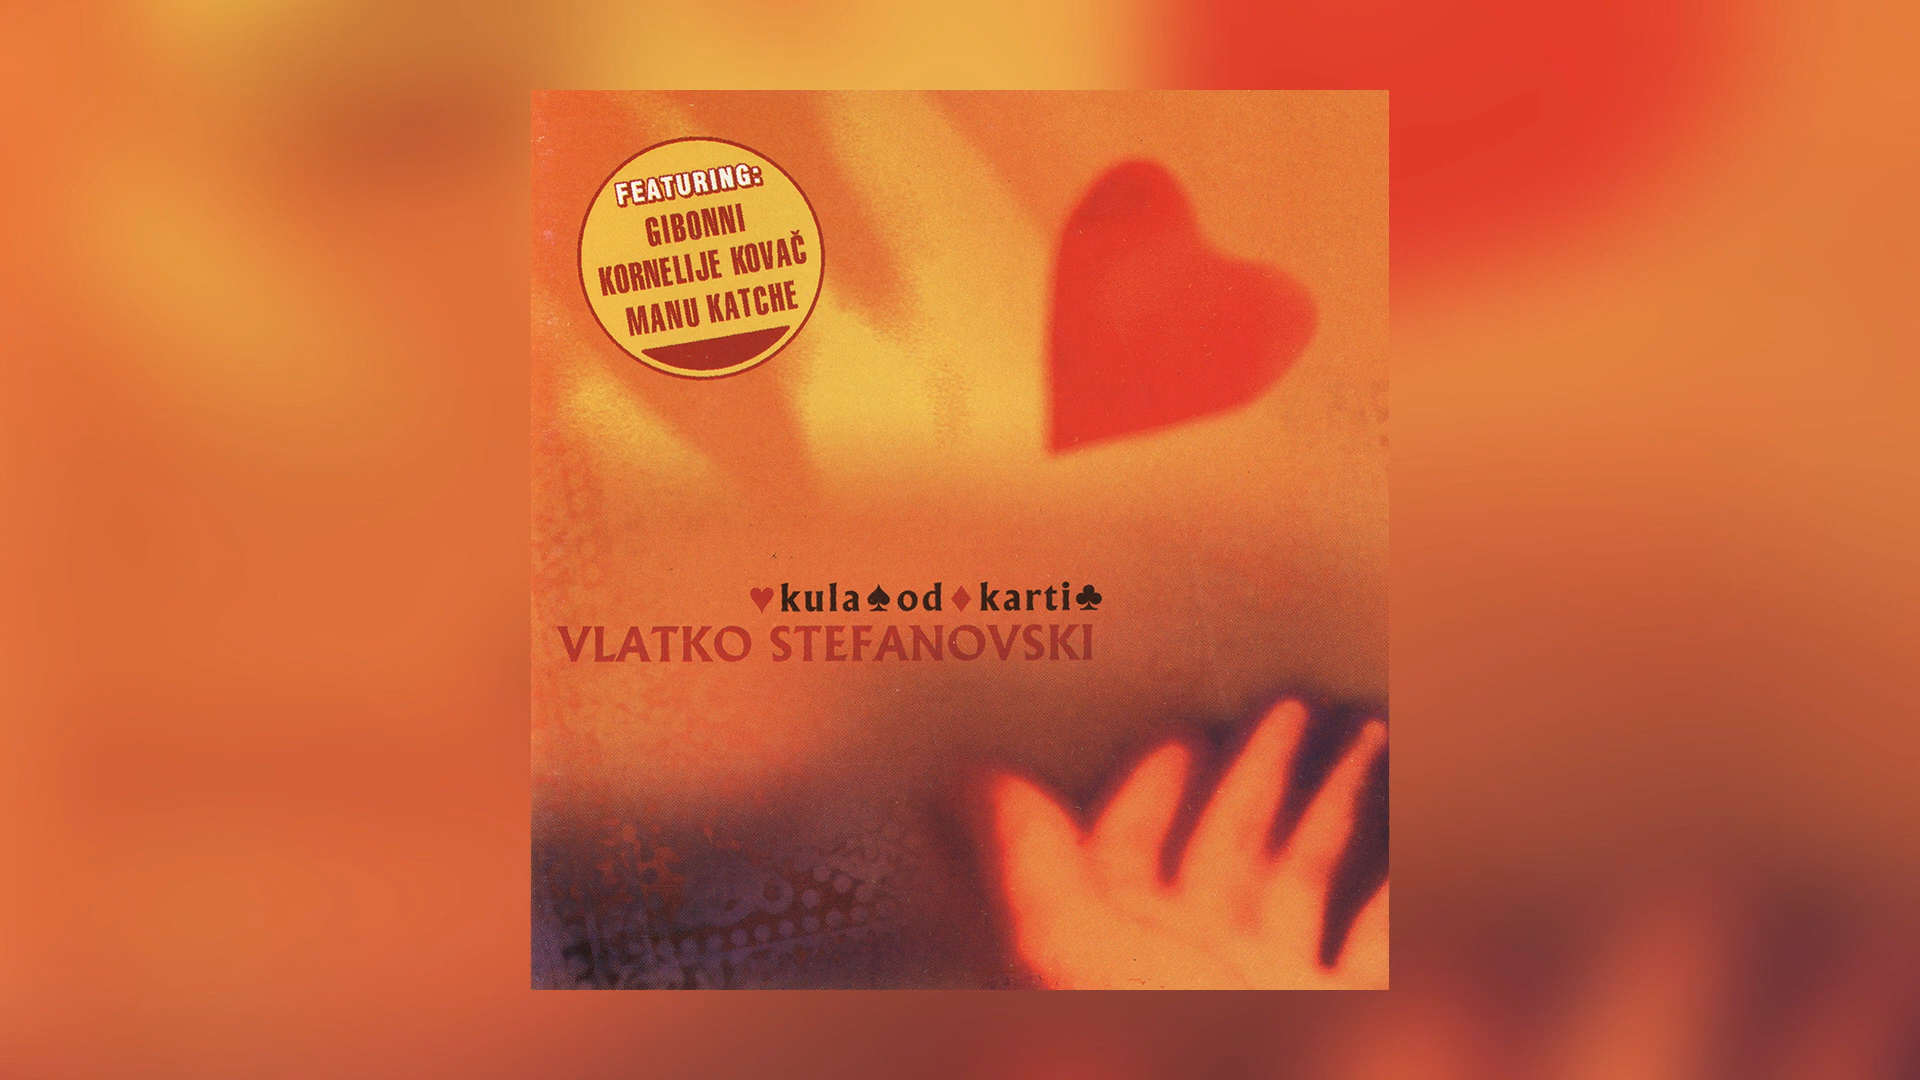 FEATURING:
GIBONNI
KORNELIJE KOVAČ
MANU KATCHE
♥kula♠od♦karti♣
VLATKO STEFANOVSKI